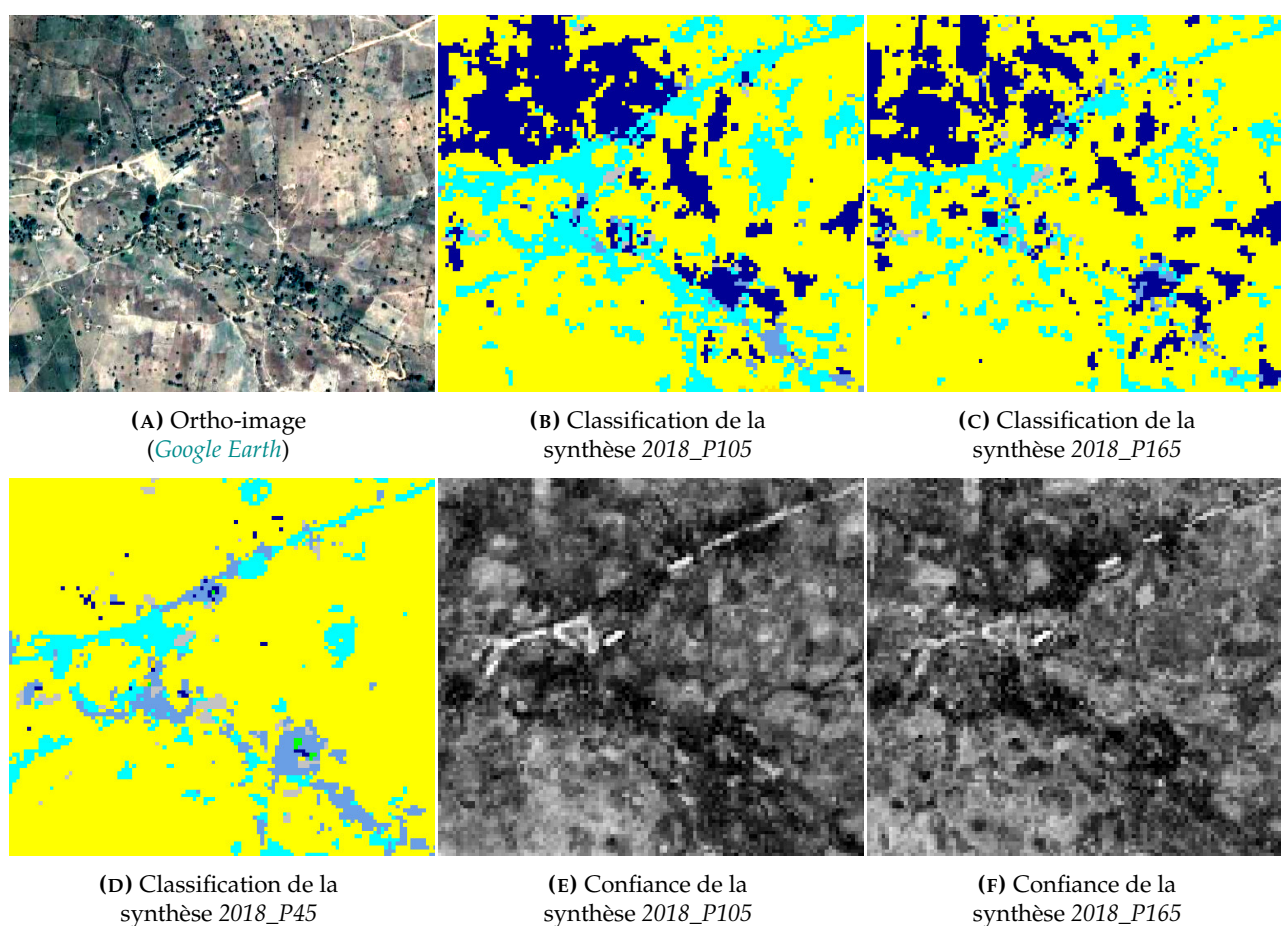 (A) Ortho-image
(Google Earth)
(B) Classification de la
synthèse 2018_P105
(C) Classification de la
synthèse 2018_P165
(D) Classification de la
synthèse 2018_P45
(E) Confiance de la
synthèse 2018_P105
(F) Confiance de la
synthèse 2018_P165